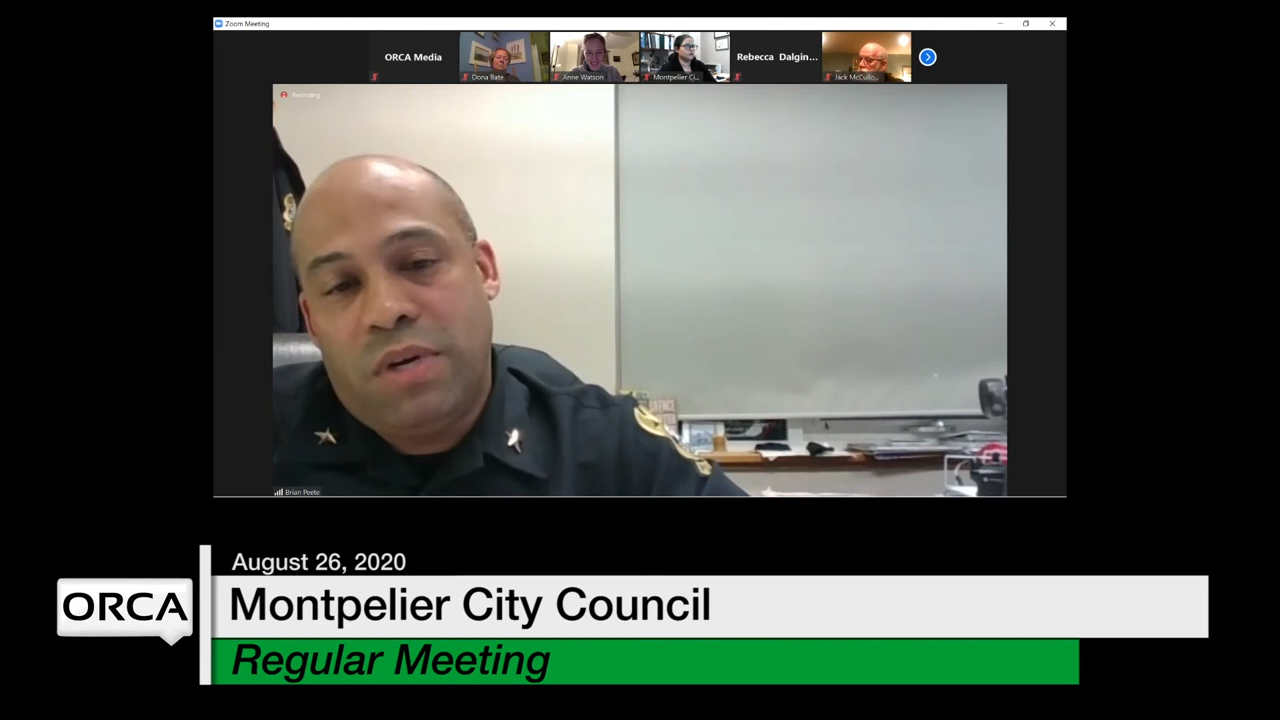 Zoom Meeting
ORCA Media
Dona Bate
Anne Watson
Montpelier Ci...
Rebecca Dalgin...
Jack McCullo...
Recording
Brian Peete
August 26, 2020
ORCA
Montpelier City Council
Regular Meeting